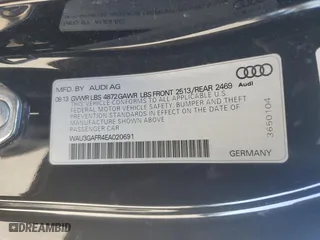 MFD. BY: AUDI AG
Audi
09.13 GVWR LBS 4872 GAWR LBS FRONT 2513/REAR 2469
THIS VEHICLE CONFORMS TO ALL APPLICABLE
FEDERAL MOTOR VEHICLE SAFETY, BUMPER, AND THEFT
PREVENTION STANDARDS IN EFFECT ON THE DATE OF
MANUFACTURE SHOWN ABOVE.
PASSENGER CAR
WAU3GAFR4EA020691
GERMANY
3650104